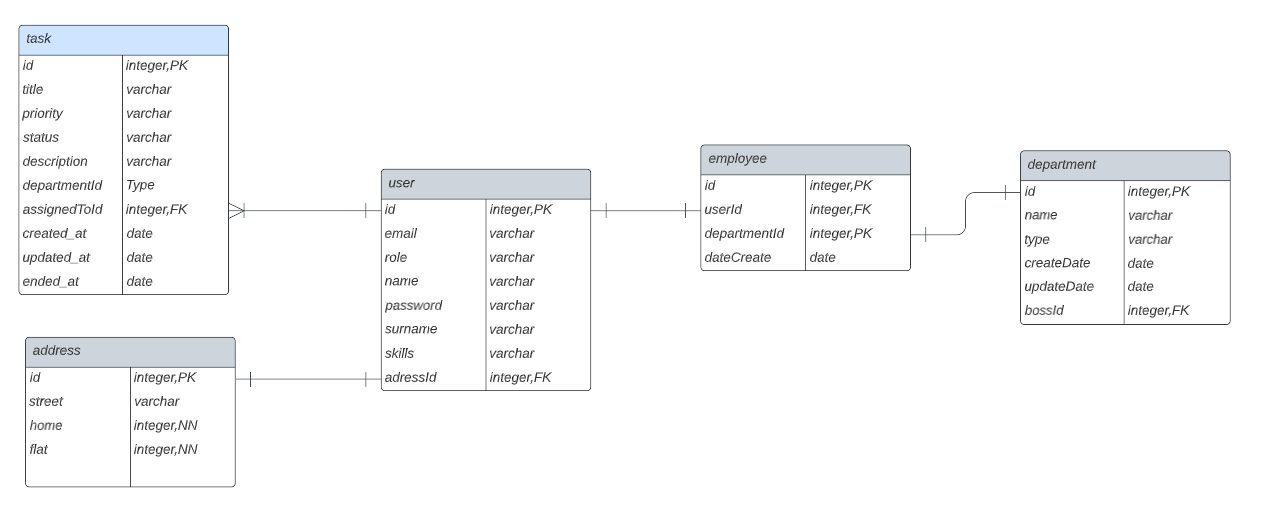 task
id integer,PK
title varchar
priority varchar
status varchar
description varchar
departmentId Type
assignedToId integer,FK
created_at date
updated_at date
ended_at date
address
id integer,PK
street varchar
home integer,NN
flat integer,NN
user
id integer,PK
email varchar
role varchar
name varchar
password varchar
surname varchar
skills varchar
adressId integer,FK
employee
id integer,PK
userId integer,FK
departmentId integer,PK
dateCreate date
department
id integer,PK
name varchar
type varchar
createDate date
updateDate date
bossId integer,FK